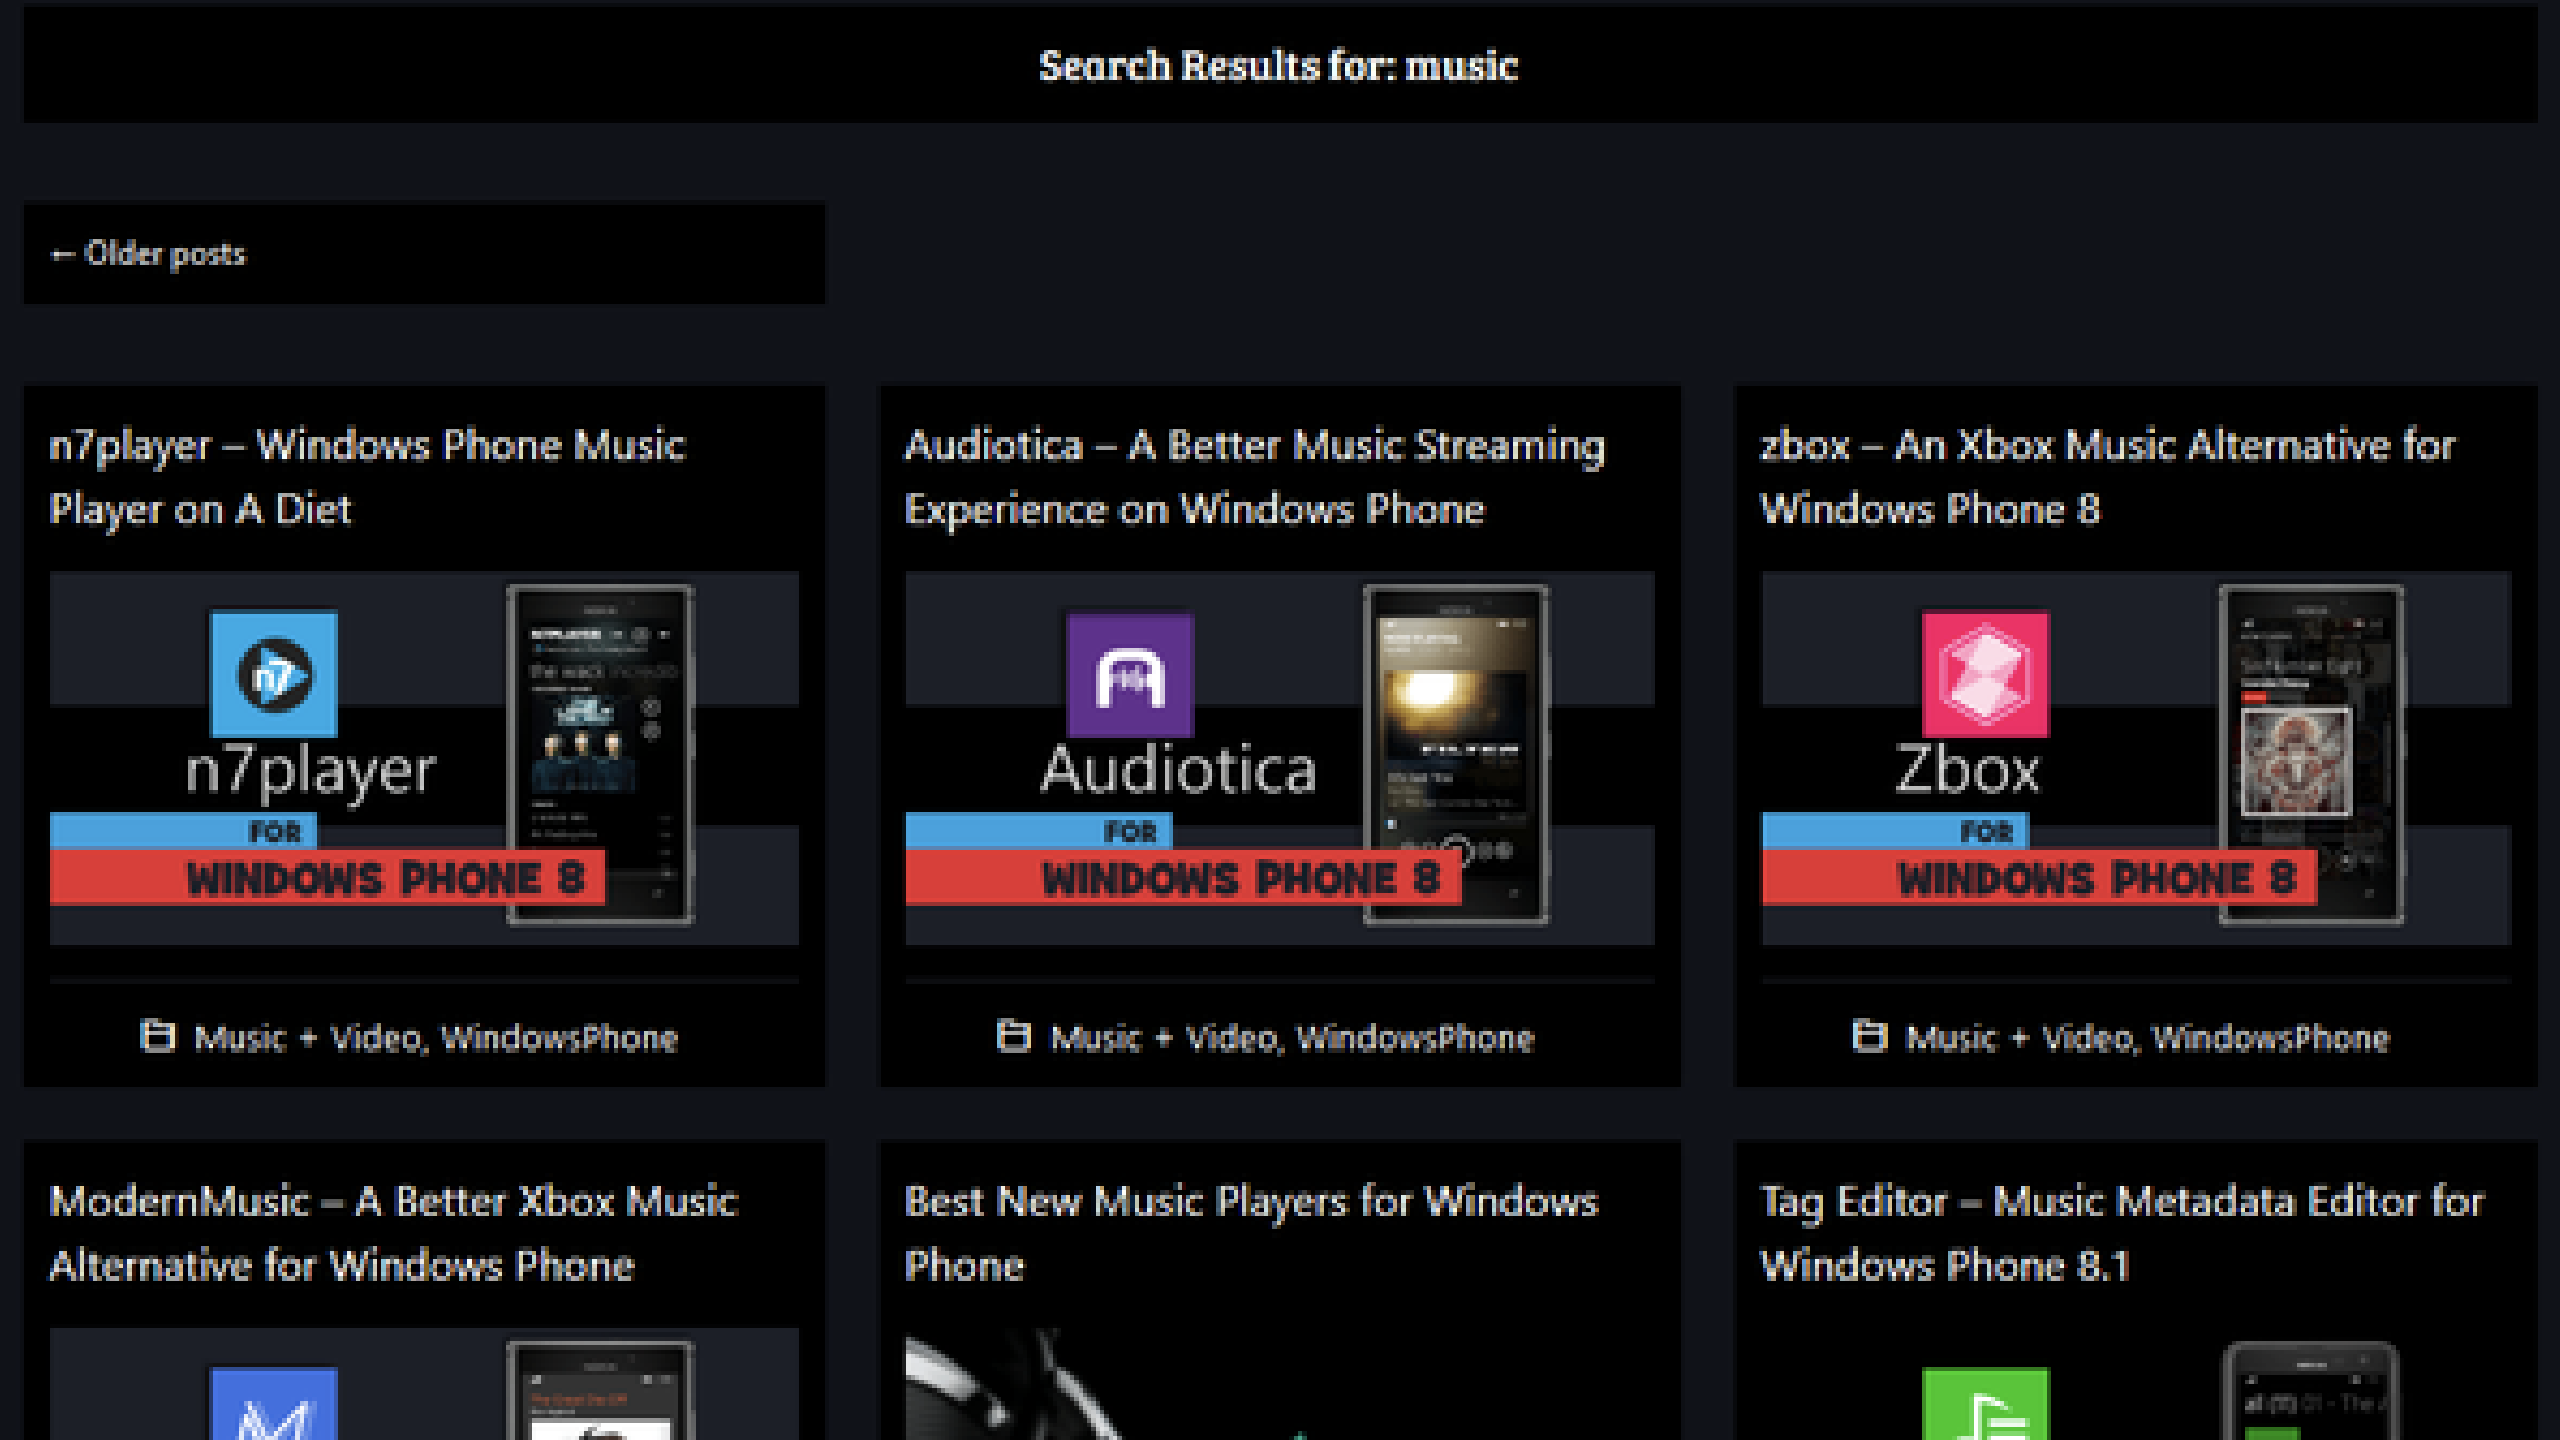 Search Results for: music
← Older posts
n7player – Windows Phone Music
Player on A Diet
n7
n7player
FOR
WINDOWS PHONE 8
Music + Video, WindowsPhone
Audiotica – A Better Music Streaming
Experience on Windows Phone
Audiotica
FILTER
FOR
WINDOWS PHONE 8
Music + Video, WindowsPhone
zbox – An Xbox Music Alternative for
Windows Phone 8
Zbox
FOR
WINDOWS PHONE 8
Music + Video, WindowsPhone
ModernMusic – A Better Xbox Music
Alternative for Windows Phone
Best New Music Players for Windows
Phone
Tag Editor – Music Metadata Editor for
Windows Phone 8.1